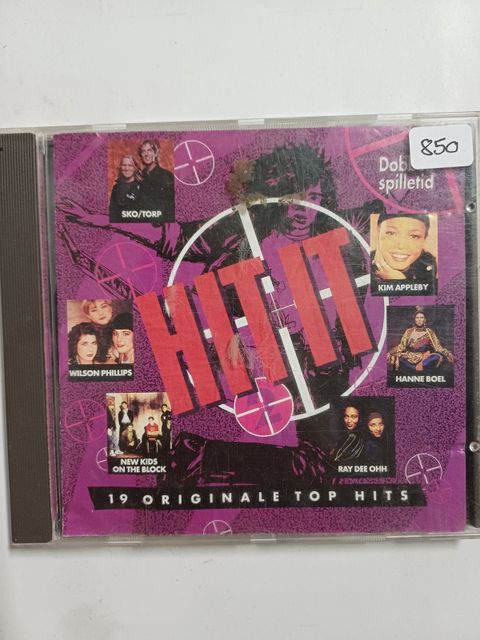 850
Dob
spilletid
SKO/TORP
KIM APPLEBY
HIT IT
WILSON PHILLIPS
HANNE BOEL
NEW KIDS
ON THE BLOCK
RAY DEE OHH
19 ORIGINALE TOP HITS